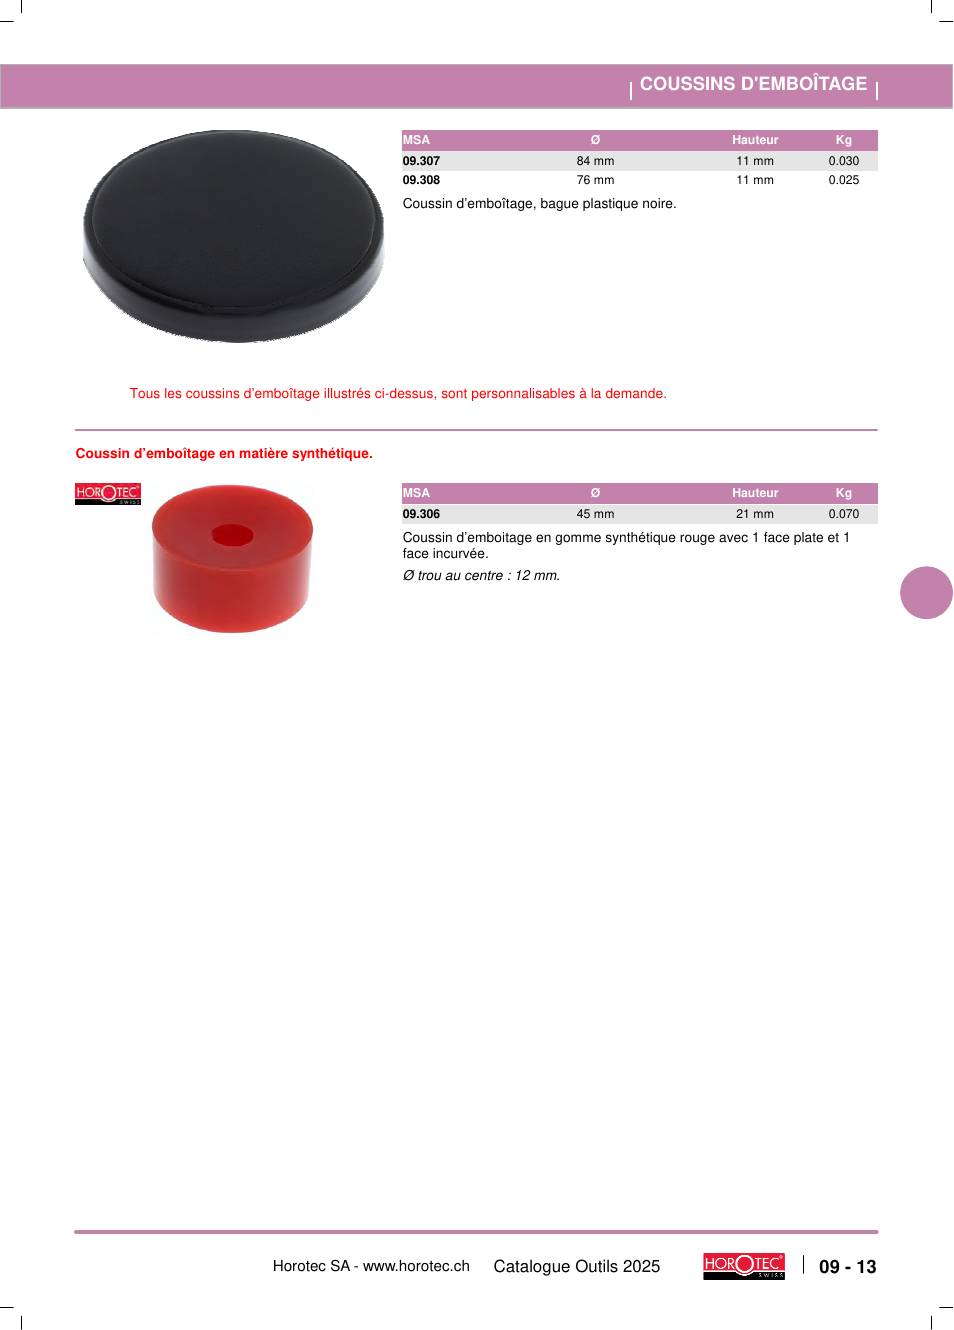 COUSSINS D'EMBOÎTAGE
MSA Ø Hauteur Kg
09.307 84 mm 11 mm 0.030
09.308 76 mm 11 mm 0.025
Coussin d'emboîtage, bague plastique noire.
Tous les coussins d'emboîtage illustrés ci-dessus, sont personnalisables à la demande.
Coussin d'emboîtage en matière synthétique.
HOROTEC®
SWISS
MSA Ø Hauteur Kg
09.306 45 mm 21 mm 0.070
Coussin d'emboitage en gomme synthétique rouge avec 1 face plate et 1
face incurvée.
Ø trou au centre : 12 mm.
Horotec SA - www.horotec.ch Catalogue Outils 2025 HOROTEC® 09 - 13
SWISS